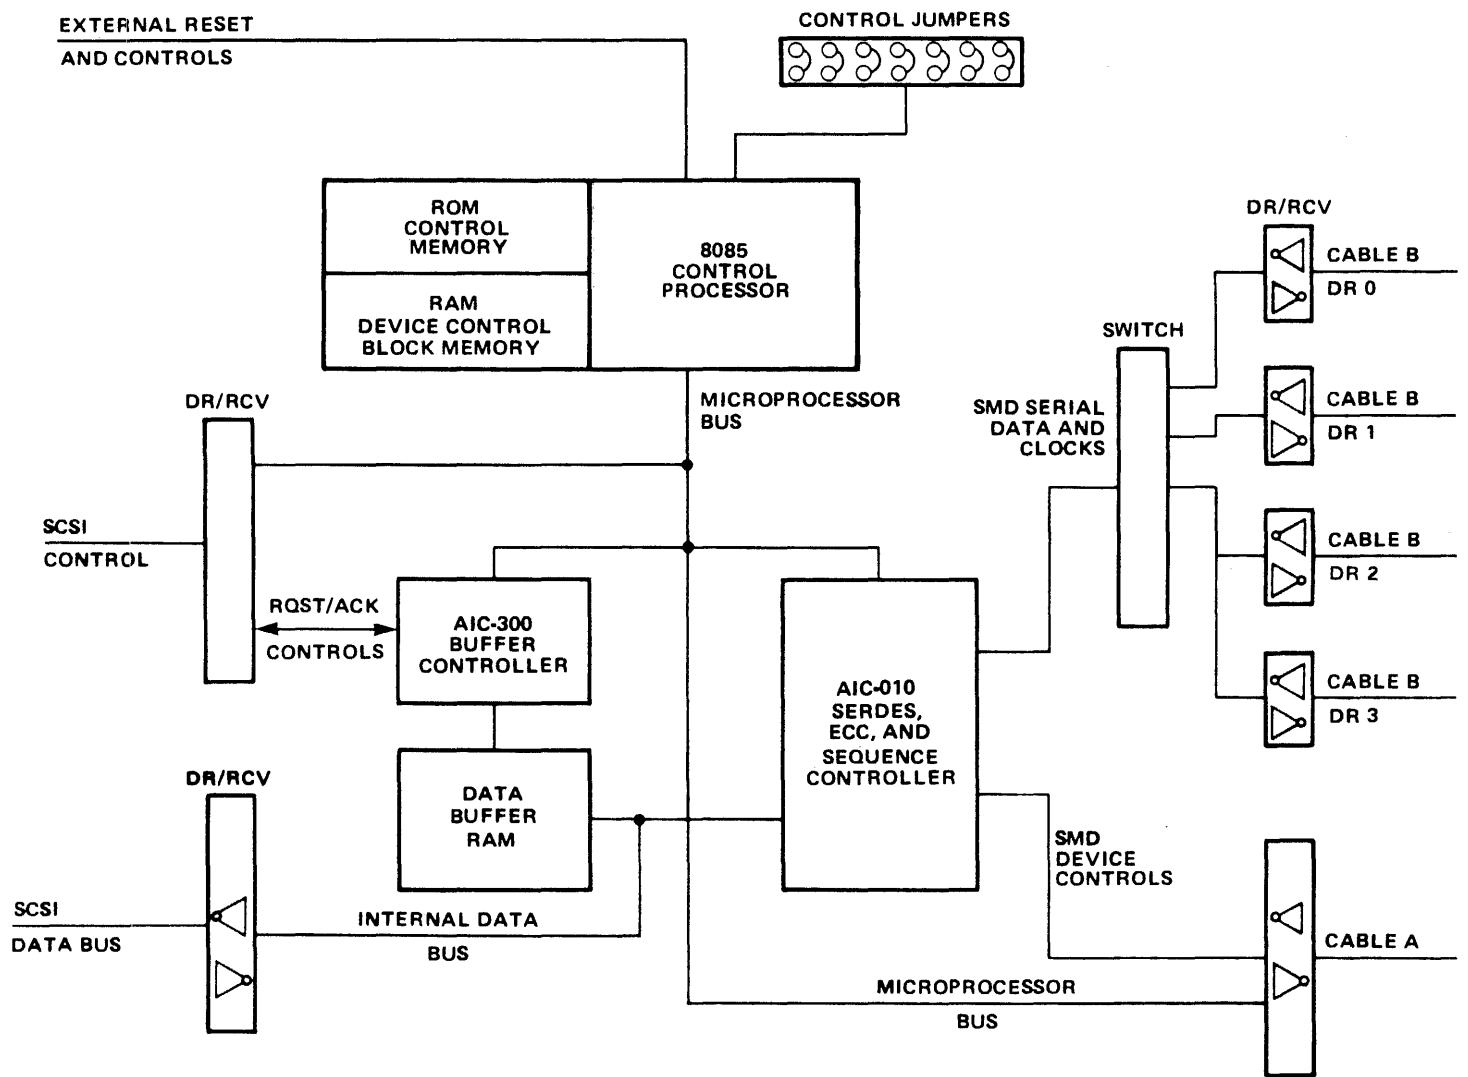 EXTERNAL RESET
AND CONTROLS
CONTROL JUMPERS
ROM
CONTROL
MEMORY
8085
CONTROL
PROCESSOR
RAM
DEVICE CONTROL
BLOCK MEMORY
DR/RCV
CABLE B
DR 0
SWITCH
CABLE B
DR 1
SMD SERIAL
DATA AND
CLOCKS
CABLE B
DR 2
CABLE B
DR 3
MICROPROCESSOR
BUS
DR/RCV
SCSI
CONTROL
RQST/ACK
CONTROLS
AIC-300
BUFFER
CONTROLLER
AIC-010
SERDES,
ECC, AND
SEQUENCE
CONTROLLER
DR/RCV
DATA
BUFFER
RAM
SMD
DEVICE
CONTROLS
SCSI
DATA BUS
INTERNAL DATA
BUS
CABLE A
MICROPROCESSOR
BUS